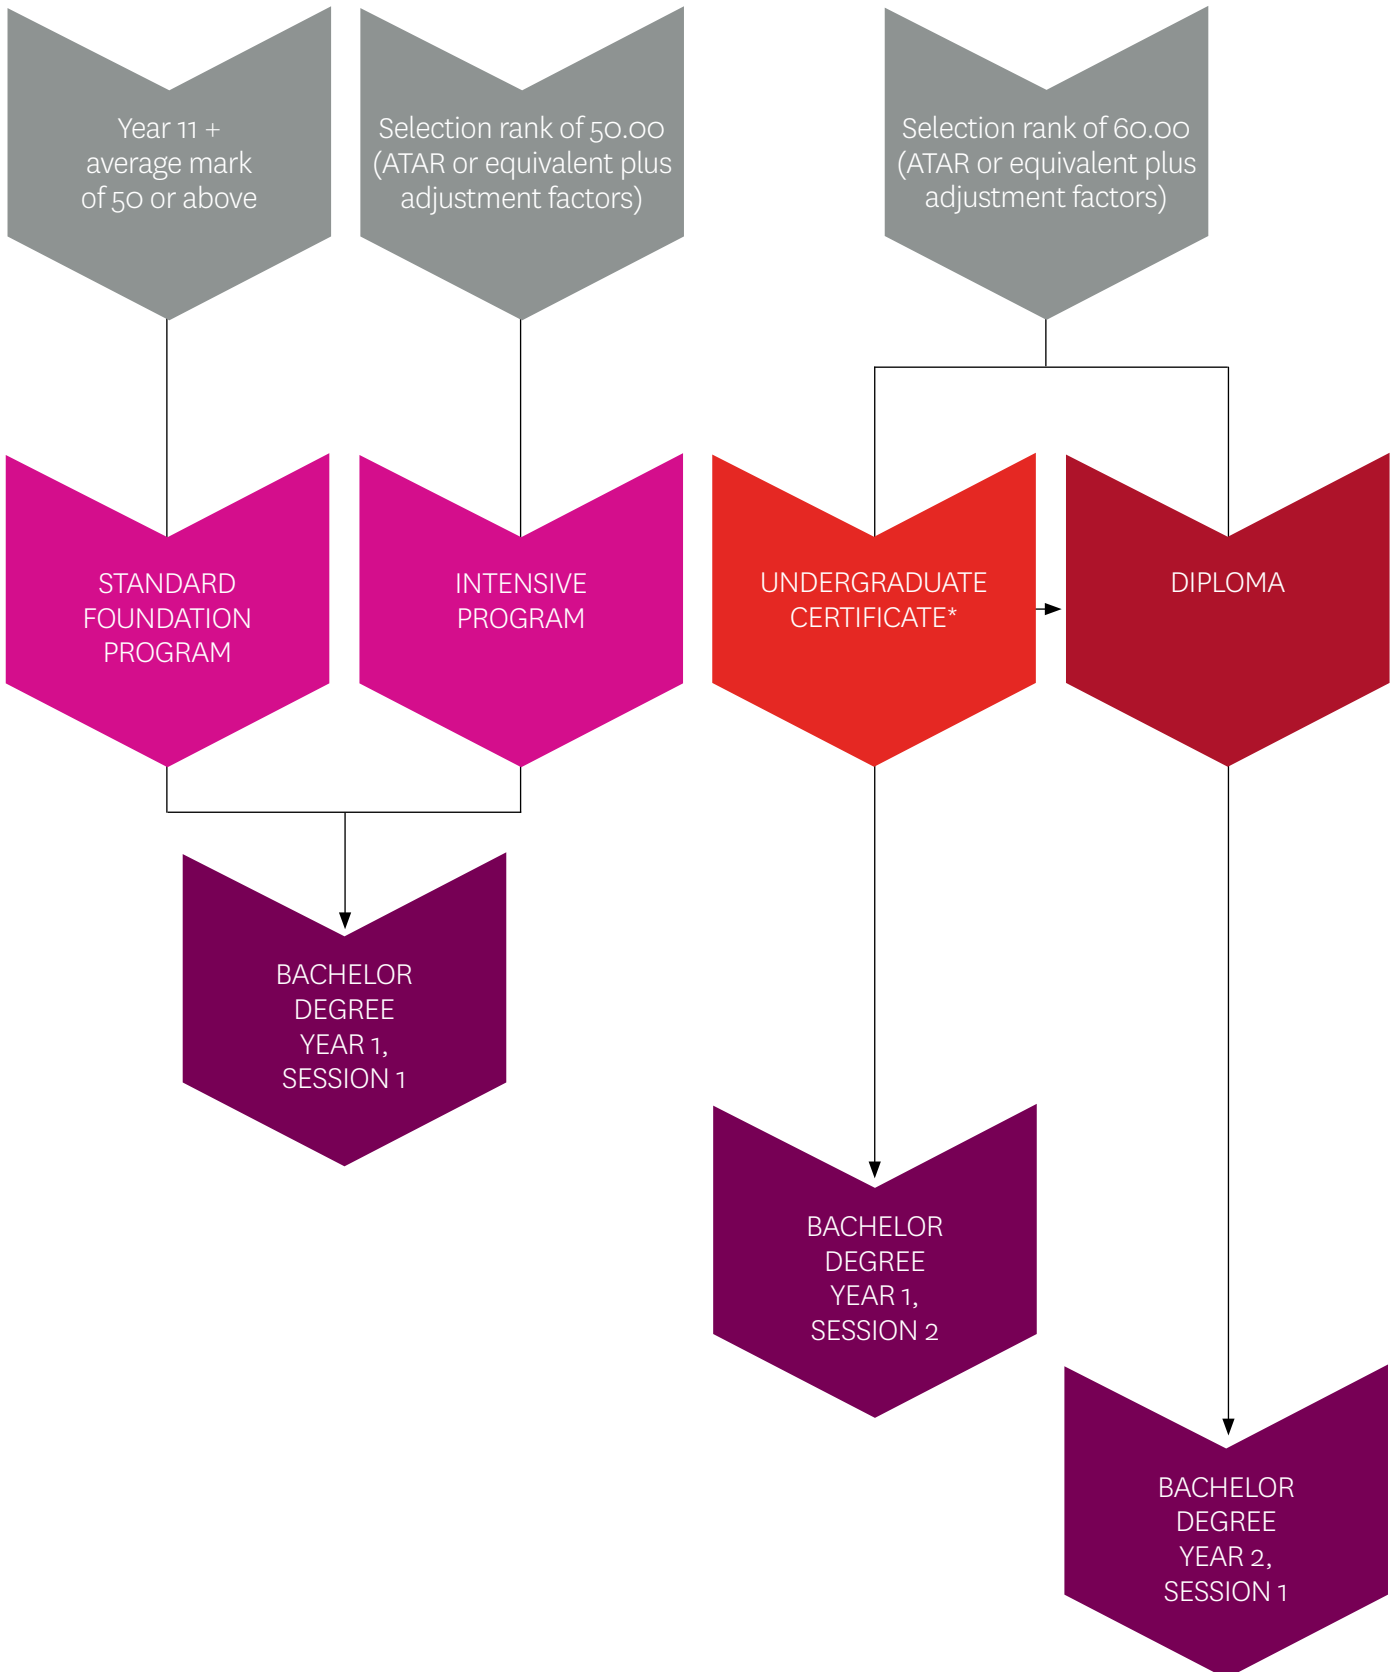 Year 11 +
average mark
of 50 or above
Selection rank of 50.00
(ATAR or equivalent plus
adjustment factors)
Selection rank of 60.00
(ATAR or equivalent plus
adjustment factors)
STANDARD
FOUNDATION
PROGRAM
INTENSIVE
PROGRAM
UNDERGRADUATE
CERTIFICATE*
DIPLOMA
BACHELOR
DEGREE
YEAR 1,
SESSION 1
BACHELOR
DEGREE
YEAR 1,
SESSION 2
BACHELOR
DEGREE
YEAR 2,
SESSION 1